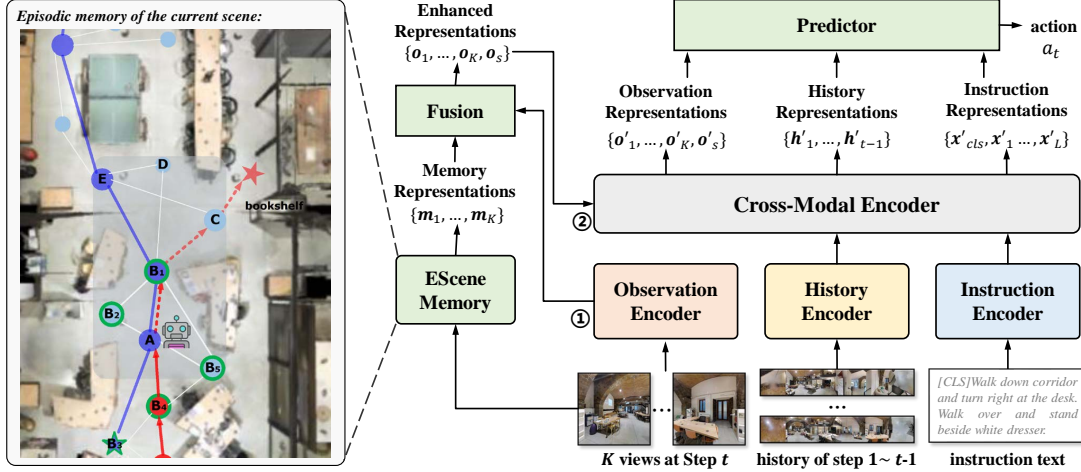 Episodic memory of the current scene:
D
E
C
bookshelf
B1
B2
A
B5
B4
B3
Enhanced
Representations
{o1, ..., oK, os}
Fusion
Memory
Representations
{m1, ..., mK}
EScene
Memory
Predictor
action
at
Observation
Representations
{o'1, ..., o'K, o's}
History
Representations
{h'1, ..., h't-1}
Instruction
Representations
{x'cls, x'1 ..., x'L}
Cross-Modal Encoder
②
①
Observation
Encoder
History
Encoder
Instruction
Encoder
...
...
[CLS]Walk down corridor
and turn right at the desk.
Walk over and stand
beside white dresser.
K views at Step t
history of step 1~ t-1
instruction text